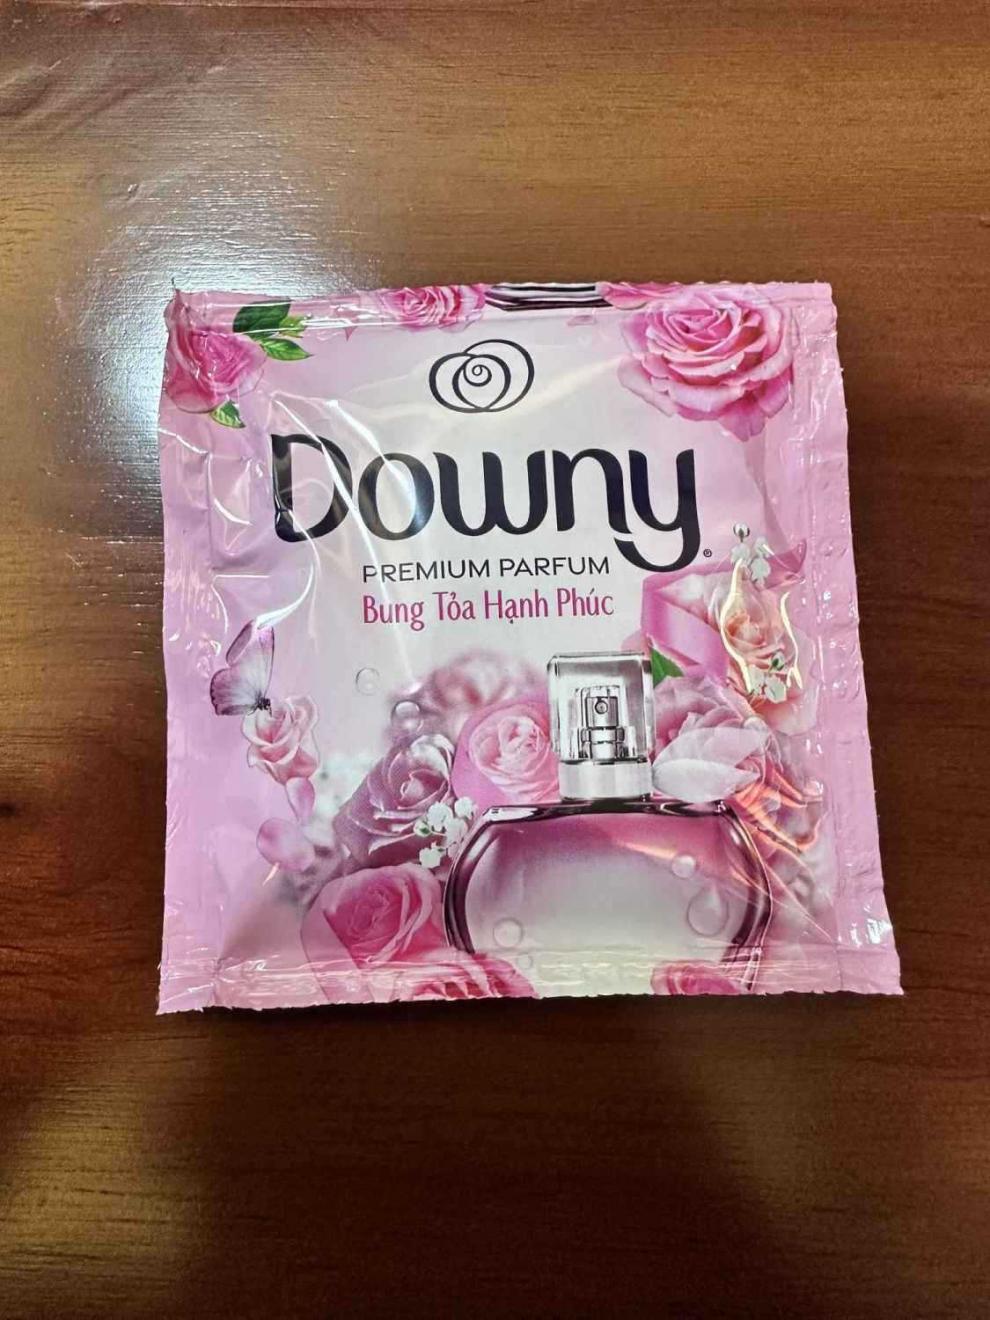 Downy®
PREMIUM PARFUM
Bung Tỏa Hạnh Phúc